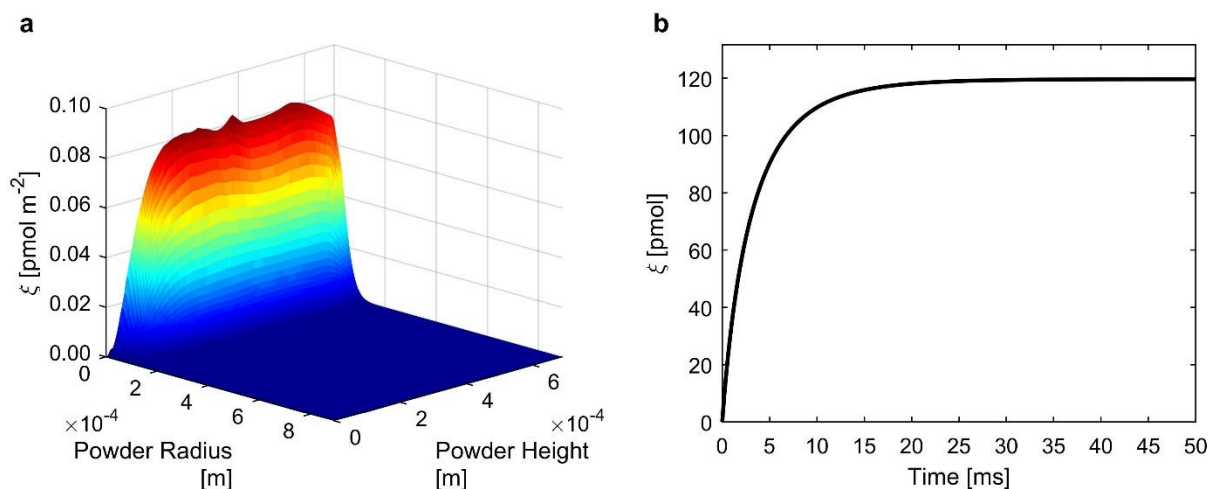 a
0.10
0.08
0.06
0.04
0.02
0.00
ξ [pmol m-2]
0
2
4
6
8
×10-4
Powder Radius
[m]
0
2
4
6
×10-4
Powder Height
[m]
b
120
100
80
60
40
20
0
ξ [pmol]
0 5 10 15 20 25 30 35 40 45 50
Time [ms]